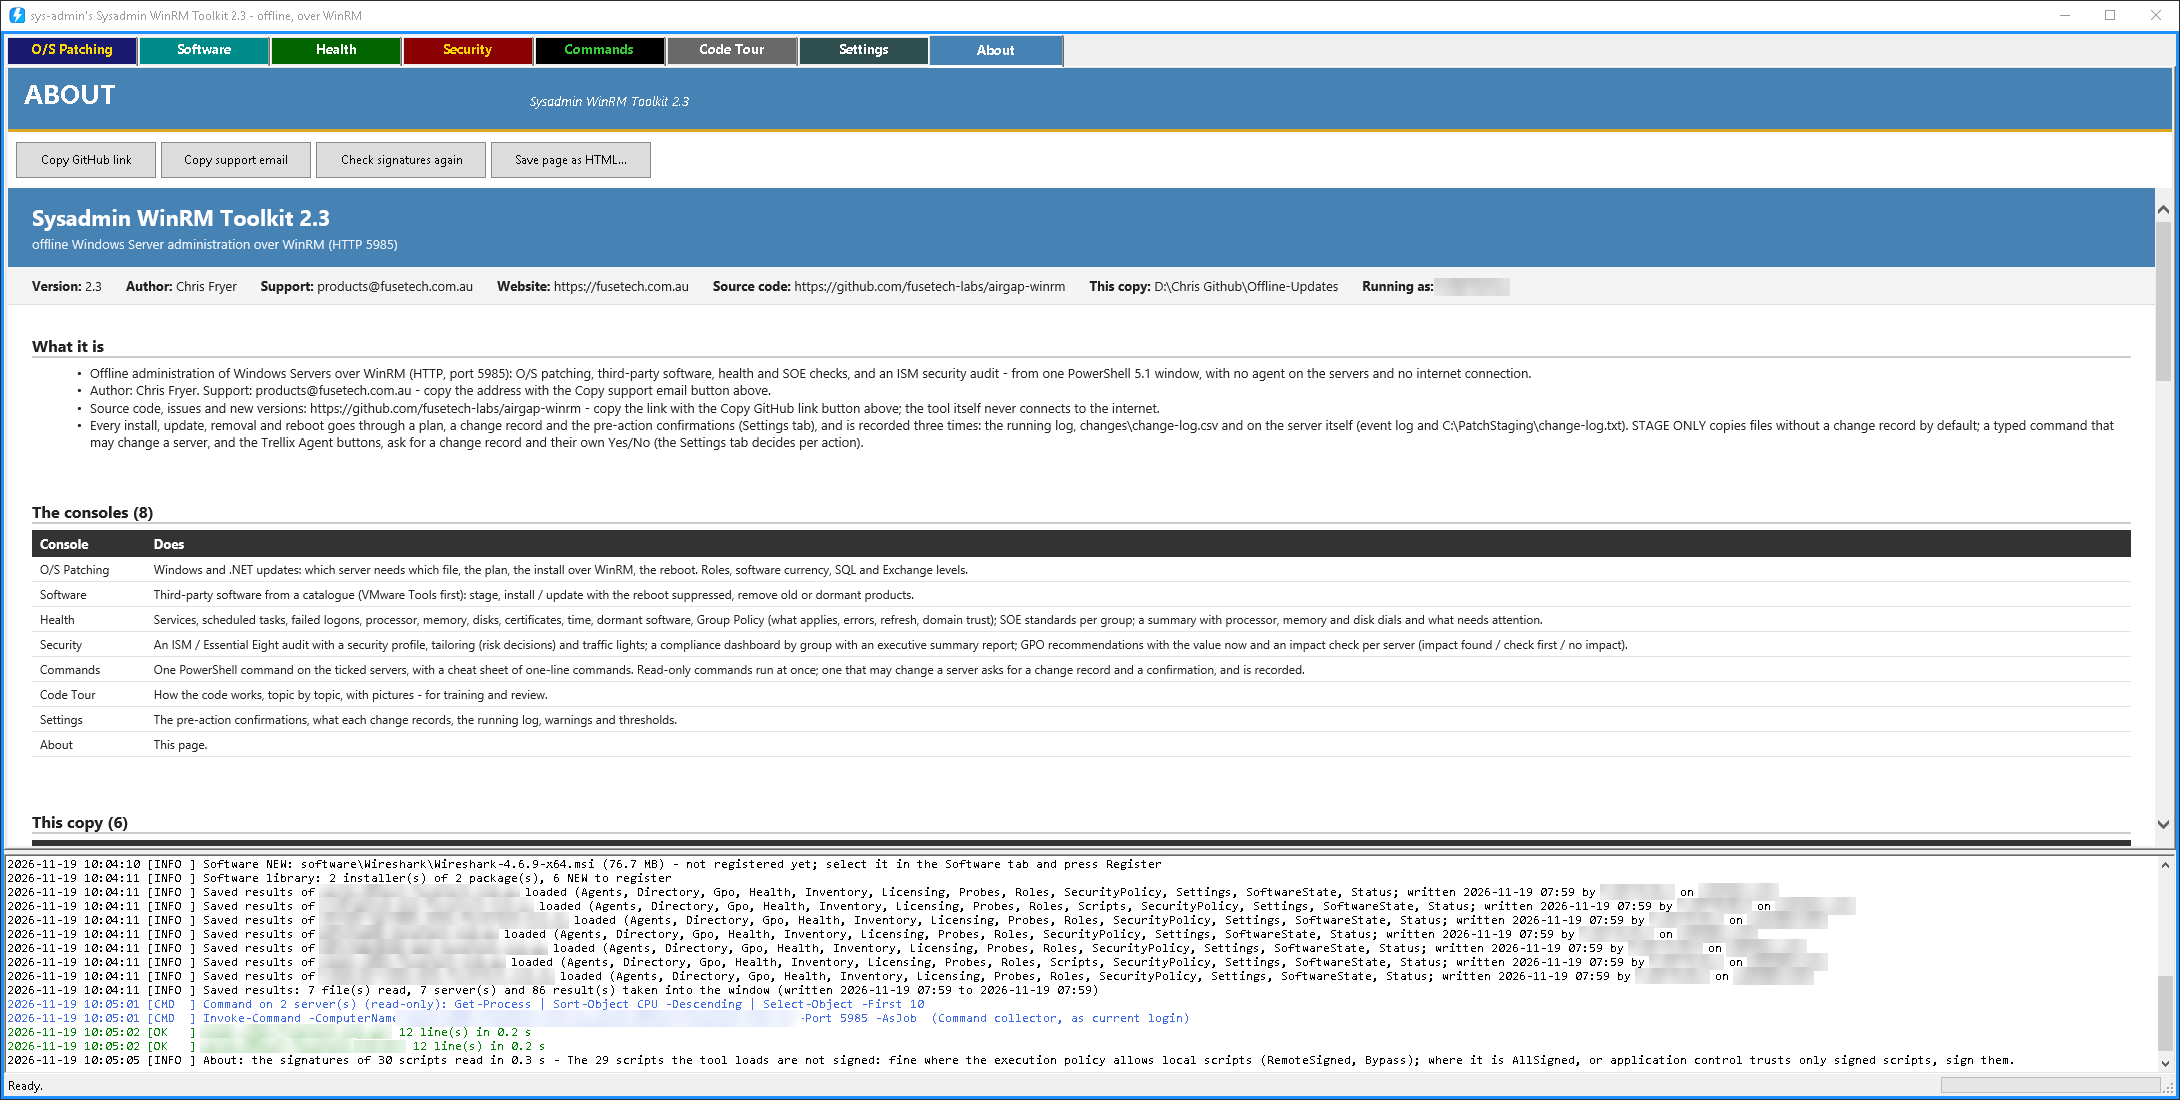 sys-admin's Sysadmin WinRM Toolkit 2.3 - offline, over WinRM
O/S Patching Software Health Security Commands Code Tour Settings About
ABOUT Sysadmin WinRM Toolkit 2.3
Copy GitHub link Copy support email Check signatures again Save page as HTML...
Sysadmin WinRM Toolkit 2.3
offline Windows Server administration over WinRM (HTTP 5985)
Version: 2.3 Author: Chris Fryer Support: products@fusetech.com.au Website: https://fusetech.com.au Source code: https://github.com/fusetech-labs/airgap-winrm This copy: D:\Chris Github\Offline-Updates Running as:
What it is
• Offline administration of Windows Servers over WinRM (HTTP, port 5985): O/S patching, third-party software, health and SOE checks, and an ISM security audit - from one PowerShell 5.1 window, with no agent on the servers and no internet connection.
• Author: Chris Fryer. Support: products@fusetech.com.au - copy the address with the Copy support email button above.
• Source code, issues and new versions: https://github.com/fusetech-labs/airgap-winrm - copy the link with the Copy GitHub link button above; the tool itself never connects to the internet.
• Every install, update, removal and reboot goes through a plan, a change record and the pre-action confirmations (Settings tab), and is recorded three times: the running log, changes\change-log.csv and on the server itself (event log and C:\PatchStaging\change-log.txt). STAGE ONLY copies files without a change record by default; a typed command that
may change a server, and the Trellix Agent buttons, ask for a change record and their own Yes/No (the Settings tab decides per action).
The consoles (8)
Console Does
O/S Patching Windows and .NET updates: which server needs which file, the plan, the install over WinRM, the reboot. Roles, software currency, SQL and Exchange levels.
Software Third-party software from a catalogue (VMware Tools first): stage, install / update with the reboot suppressed, remove old or dormant products.
Health Services, scheduled tasks, failed logons, processor, memory, disks, certificates, time, dormant software, Group Policy (what applies, errors, refresh, domain trust); SOE standards per group; a summary with processor, memory and disk dials and what needs attention.
Security An ISM / Essential Eight audit with a security profile, tailoring (risk decisions) and traffic lights; a compliance dashboard by group with an executive summary report; GPO recommendations with the value now and an impact check per server (impact found / check first / no impact).
Commands One PowerShell command on the ticked servers, with a cheat sheet of one-line commands. Read-only commands run at once; one that may change a server asks for a change record and a confirmation, and is recorded.
Code Tour How the code works, topic by topic, with pictures - for training and review.
Settings The pre-action confirmations, what each change records, the running log, warnings and thresholds.
About This page.
This copy (6)
2026-11-19 10:04:10 [INFO ] Software NEW: software\Wireshark\Wireshark-4.6.9-x64.msi (76.7 MB) - not registered yet; select it in the Software tab and press Register
2026-11-19 10:04:11 [INFO ] Software library: 2 installer(s) of 2 package(s), 6 NEW to register
2026-11-19 10:04:11 [INFO ] Saved results of loaded (Agents, Directory, Gpo, Health, Inventory, Licensing, Probes, Roles, SecurityPolicy, Settings, SoftwareState, Status; written 2026-11-19 07:59 by on
2026-11-19 10:04:11 [INFO ] Saved results of loaded (Agents, Directory, Gpo, Health, Inventory, Licensing, Probes, Roles, Scripts, SecurityPolicy, Settings, SoftwareState, Status; written 2026-11-19 07:59 by on
2026-11-19 10:04:11 [INFO ] Saved results of loaded (Agents, Directory, Gpo, Health, Inventory, Licensing, Probes, Roles, SecurityPolicy, Settings, SoftwareState, Status; written 2026-11-19 07:59 by on
2026-11-19 10:04:11 [INFO ] Saved results of loaded (Agents, Directory, Gpo, Health, Inventory, Licensing, Probes, Roles, SecurityPolicy, Settings, SoftwareState, Status; written 2026-11-19 07:59 by on
2026-11-19 10:04:11 [INFO ] Saved results of loaded (Agents, Directory, Gpo, Health, Inventory, Licensing, Probes, Roles, SecurityPolicy, Settings, SoftwareState, Status; written 2026-11-19 07:59 by on
2026-11-19 10:04:11 [INFO ] Saved results of loaded (Agents, Directory, Gpo, Health, Inventory, Licensing, Probes, Roles, Scripts, SecurityPolicy, Settings, SoftwareState, Status; written 2026-11-19 07:59 by on
2026-11-19 10:04:11 [INFO ] Saved results of loaded (Agents, Directory, Gpo, Health, Inventory, Licensing, Probes, Roles, SecurityPolicy, Settings, SoftwareState, Status; written 2026-11-19 07:59 by on
2026-11-19 10:04:11 [INFO ] Saved results: 7 file(s) read, 7 server(s) and 86 result(s) taken into the window (written 2026-11-19 07:59 to 2026-11-19 07:59)
2026-11-19 10:05:01 [CMD ] Command on 2 server(s) (read-only): Get-Process | Sort-Object CPU -Descending | Select-Object -First 10
2026-11-19 10:05:01 [CMD ] Invoke-Command -ComputerName -Port 5985 -AsJob (Command collector, as current login)
2026-11-19 10:05:02 [OK ] 12 line(s) in 0.2 s
2026-11-19 10:05:02 [OK ] 12 line(s) in 0.2 s
2026-11-19 10:05:05 [INFO ] About: the signatures of 30 scripts read in 0.3 s - The 29 scripts the tool loads are not signed: fine where the execution policy allows local scripts (RemoteSigned, Bypass); where it is AllSigned, or application control trusts only signed scripts, sign them.
Ready.